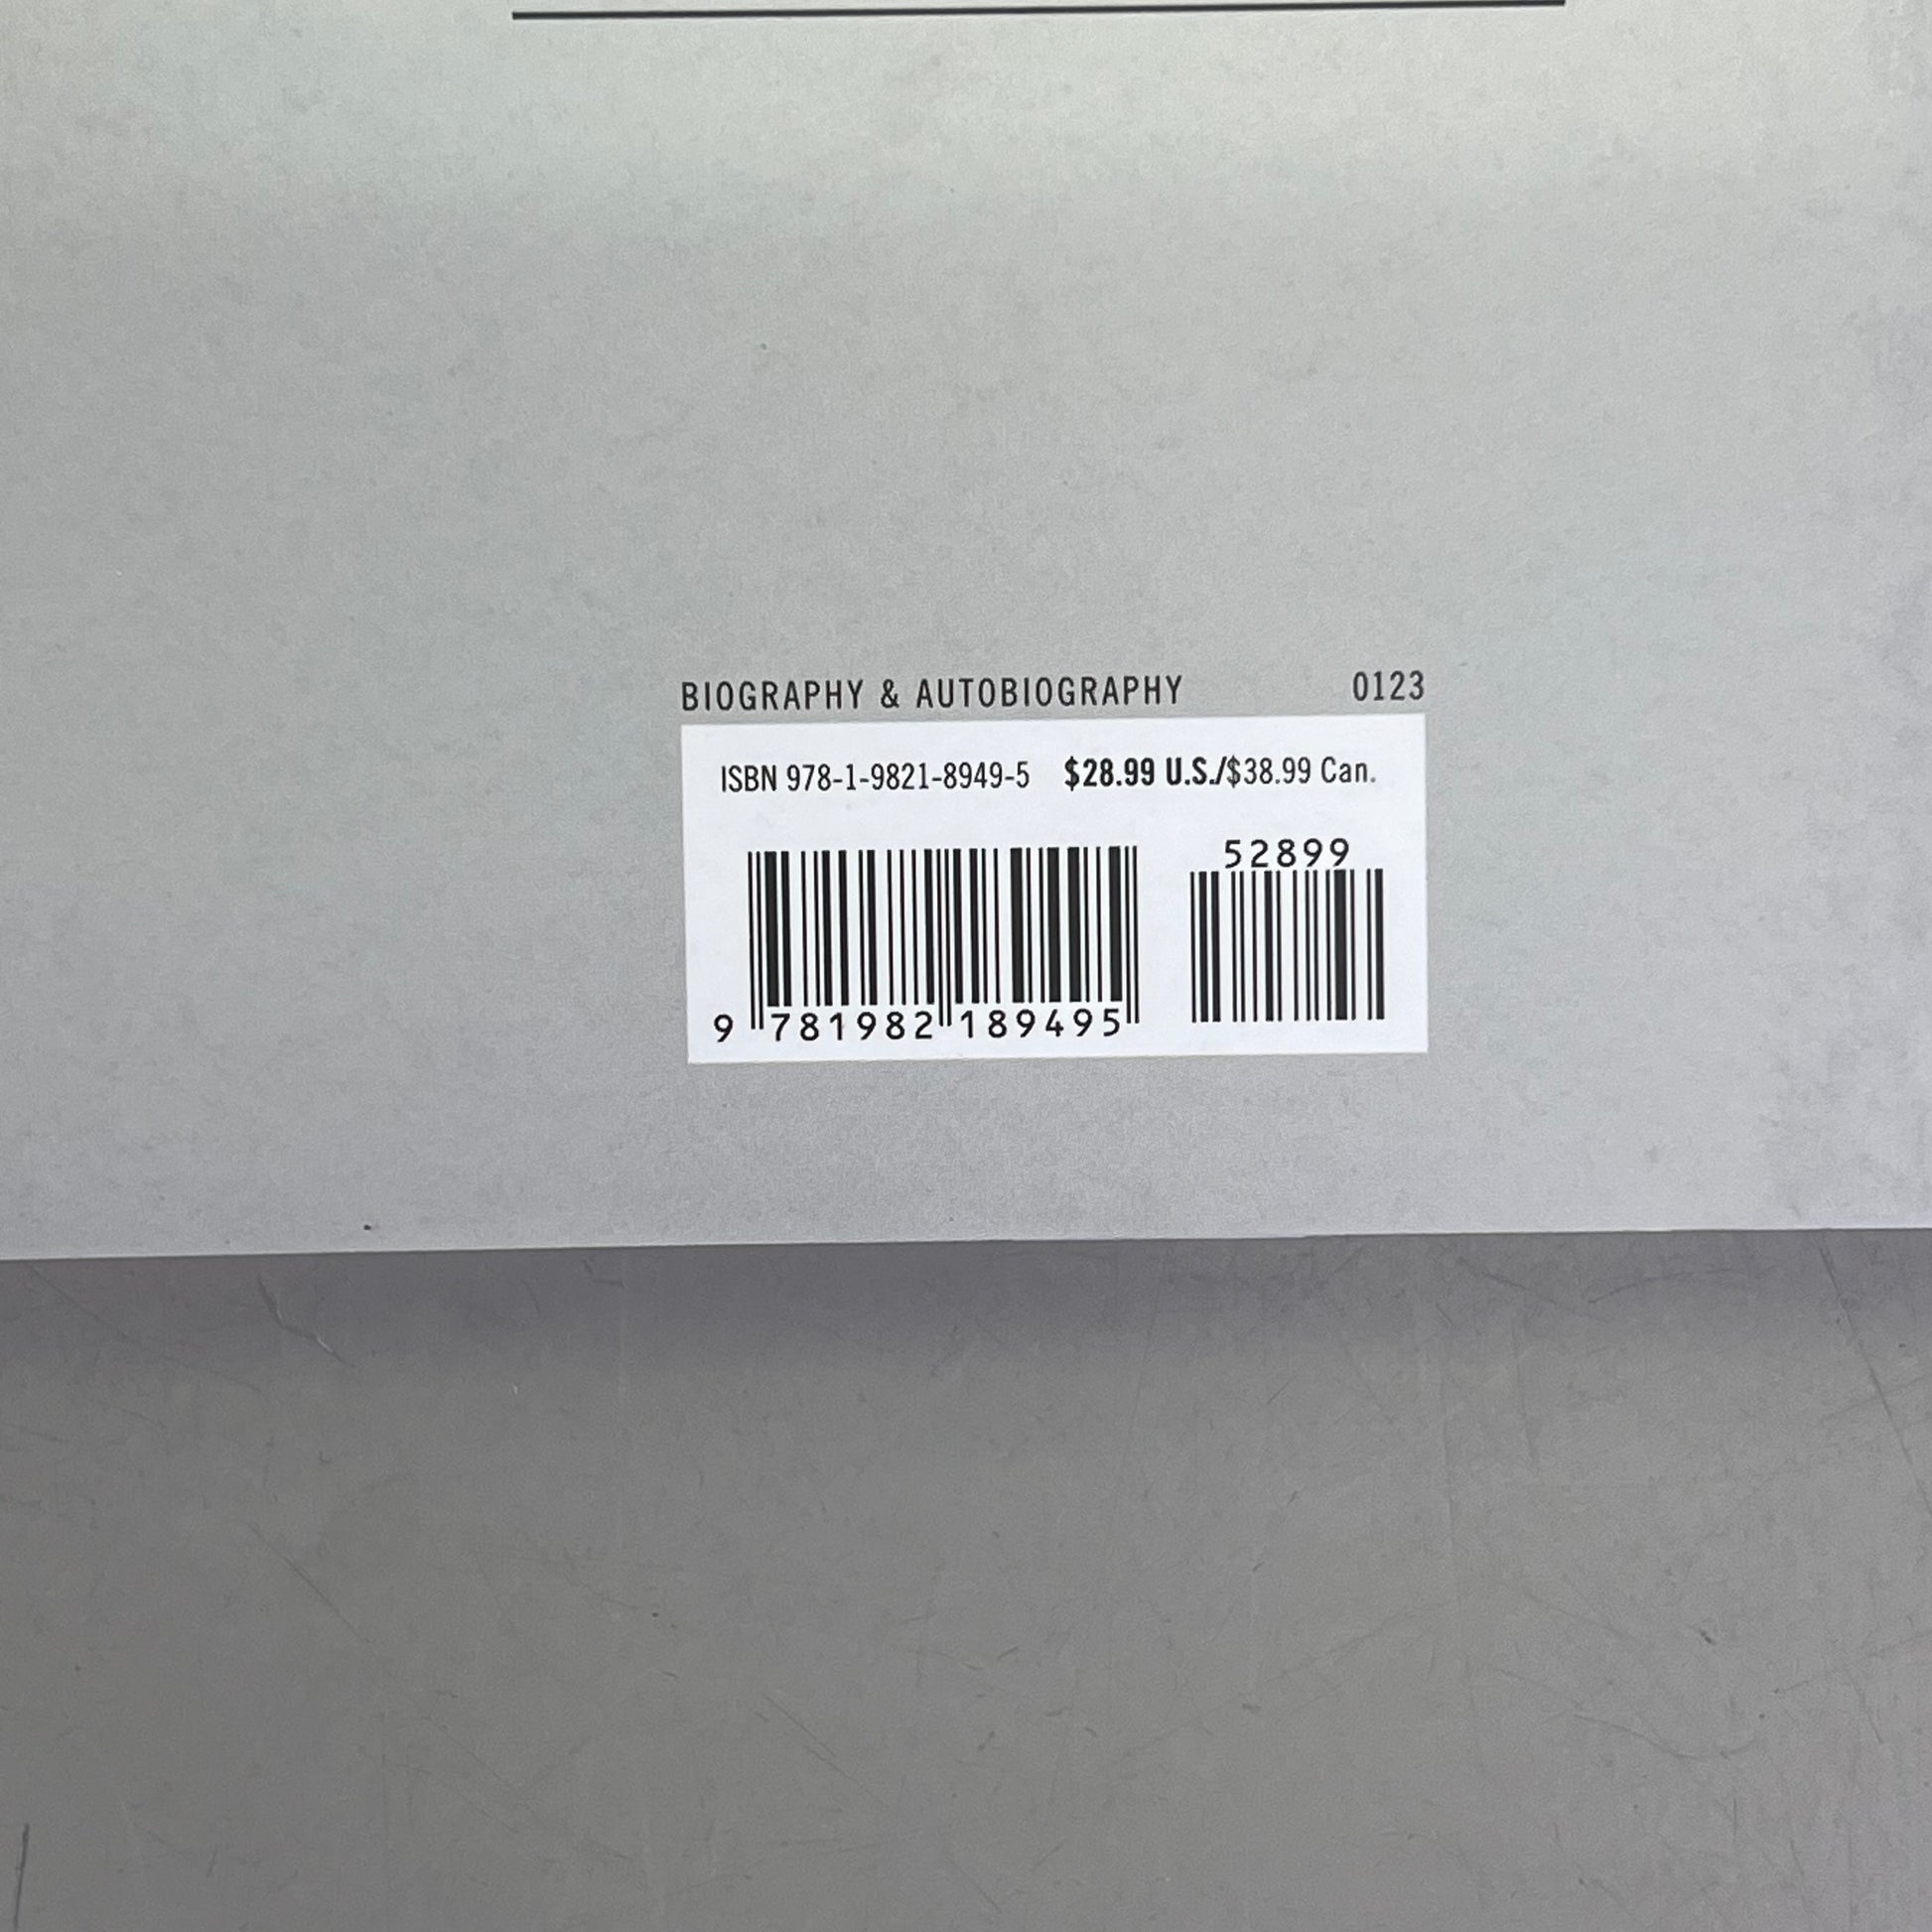 BIOGRAPHY & AUTOBIOGRAPHY 0123
ISBN 978-1-9821-8949-5 $28.99 U.S./$38.99 Can.
52899
9 781982 189495